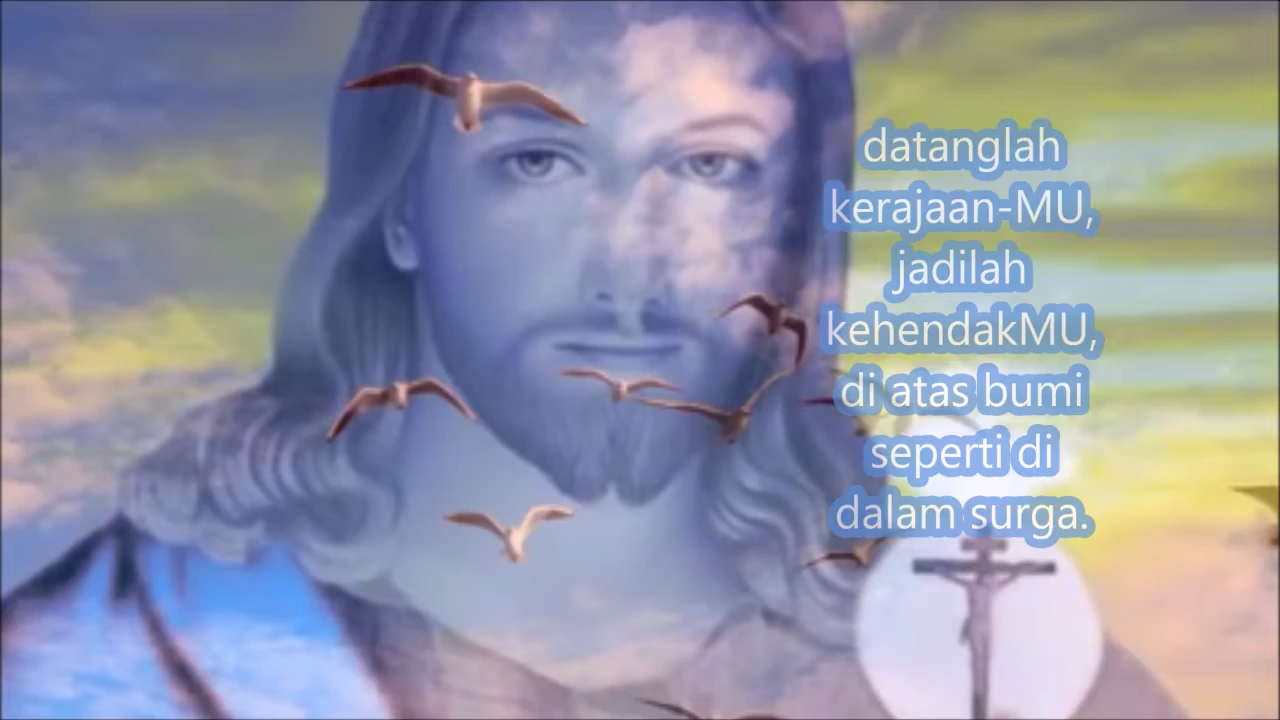 datanglah
kerajaan-MU,
jadilah
kehendakMU,
di atas bumi
seperti di
dalam surga.